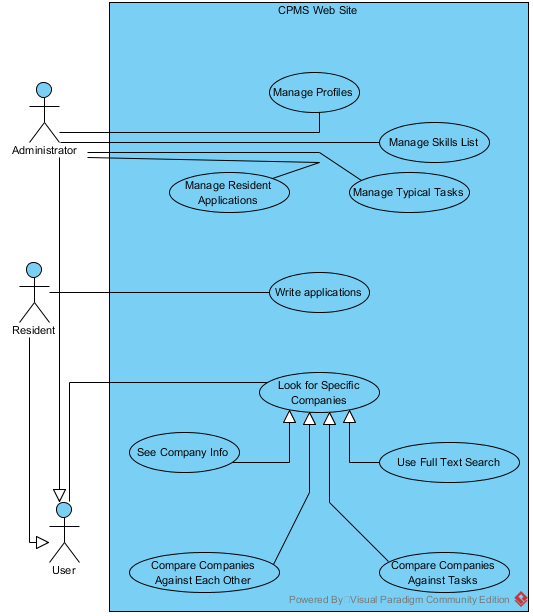 CPMS Web Site
Manage Profiles
Administrator
Manage Skills List
Manage Resident
Applications
Manage Typical Tasks
Resident
Write applications
Look for Specific
Companies
See Company Info
Use Full Text Search
User
Compare Companies
Against Each Other
Compare Companies
Against Tasks
Powered By Visual Paradigm Community Edition